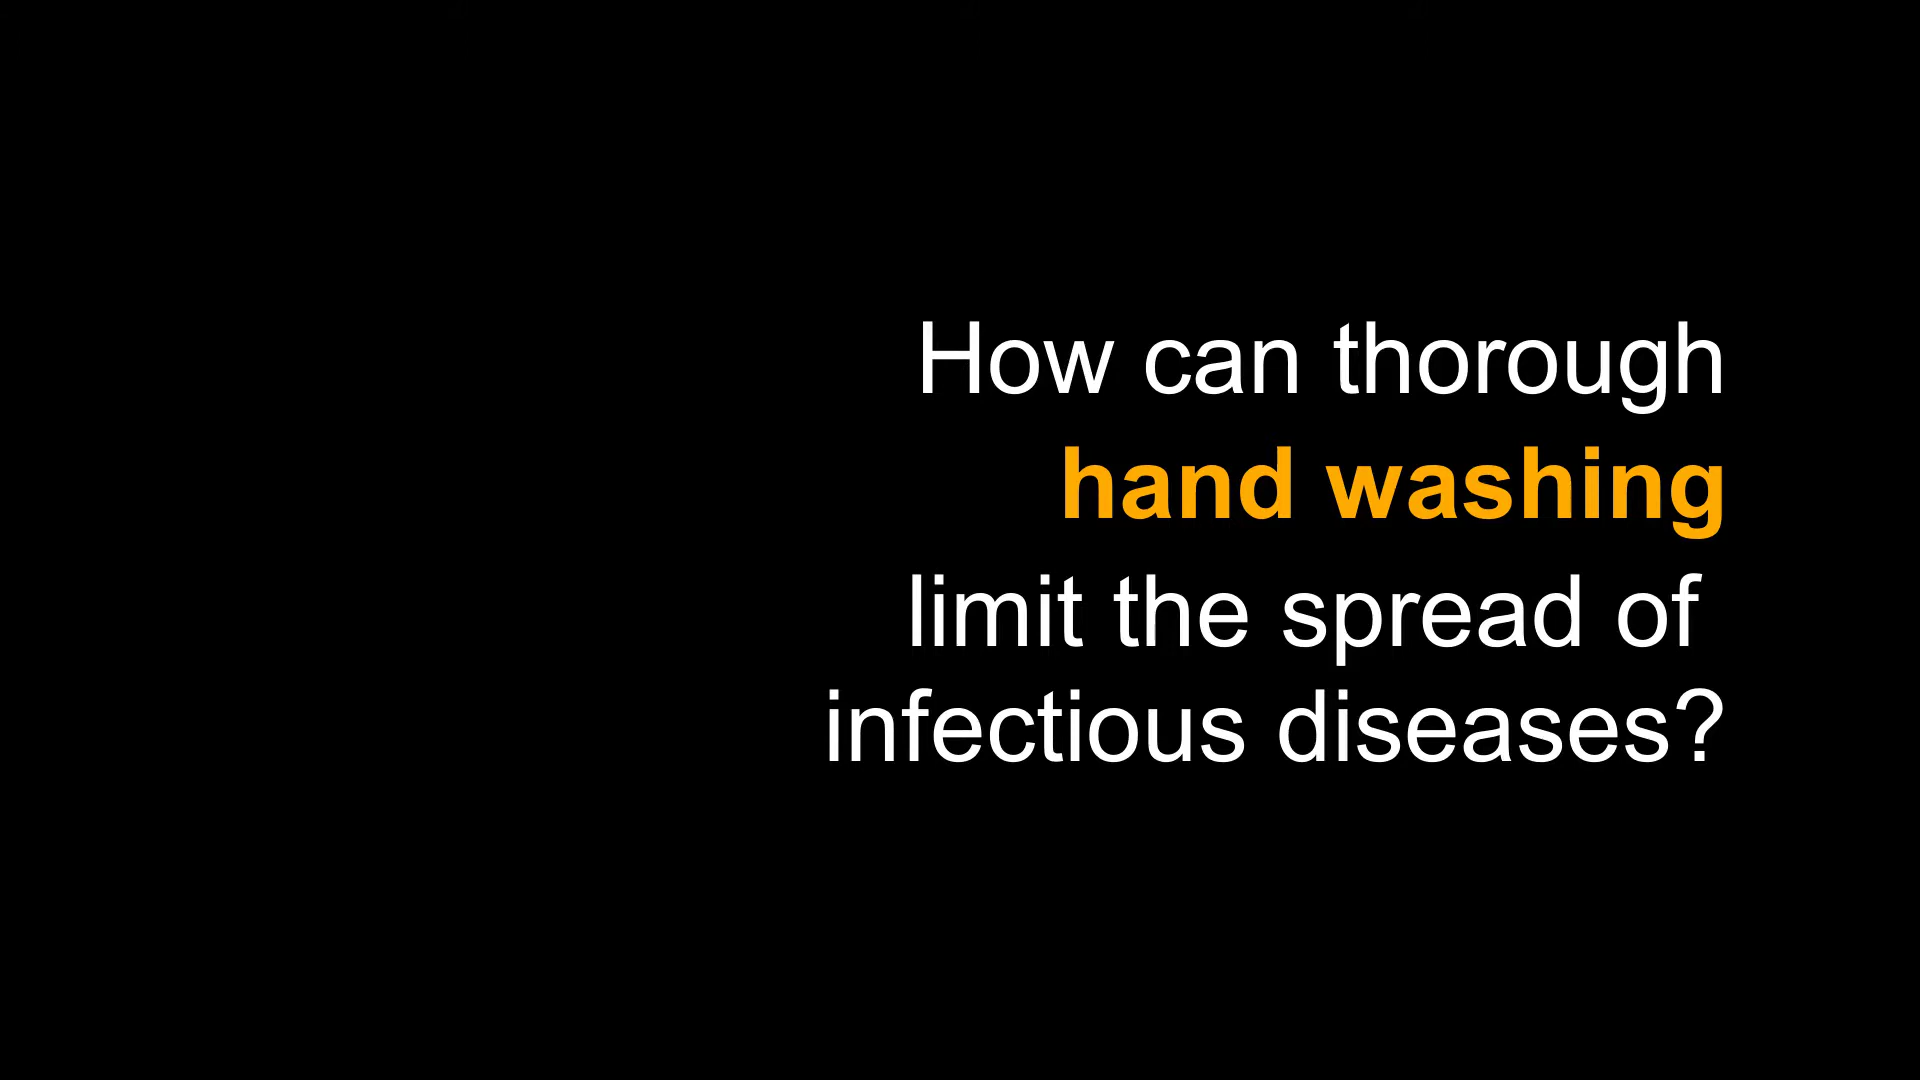 How can thorough
hand washing
limit the spread of
infectious diseases?